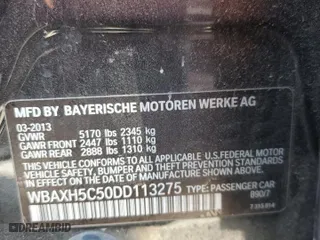 MFD BY BAYERISCHE MOTOREN WERKE AG
03-2013
GVWR 5170 lbs 2345 kg
GAWR FRONT 2447 lbs 1110 kg
GAWR REAR 2888 lbs 1310 kg
THIS VEHICLE CONFORMS TO ALL APPLICABLE U.S. FEDERAL
MOTOR VEHICLE SAFETY, BUMPER, AND THEFT PREVENTION
STANDARDS IN EFFECT ON THE DATE OF MANUFACTURE SHOWN ABOVE.
WBAXH5C50DD113275 TYPE: PASSENGER CAR
890/7